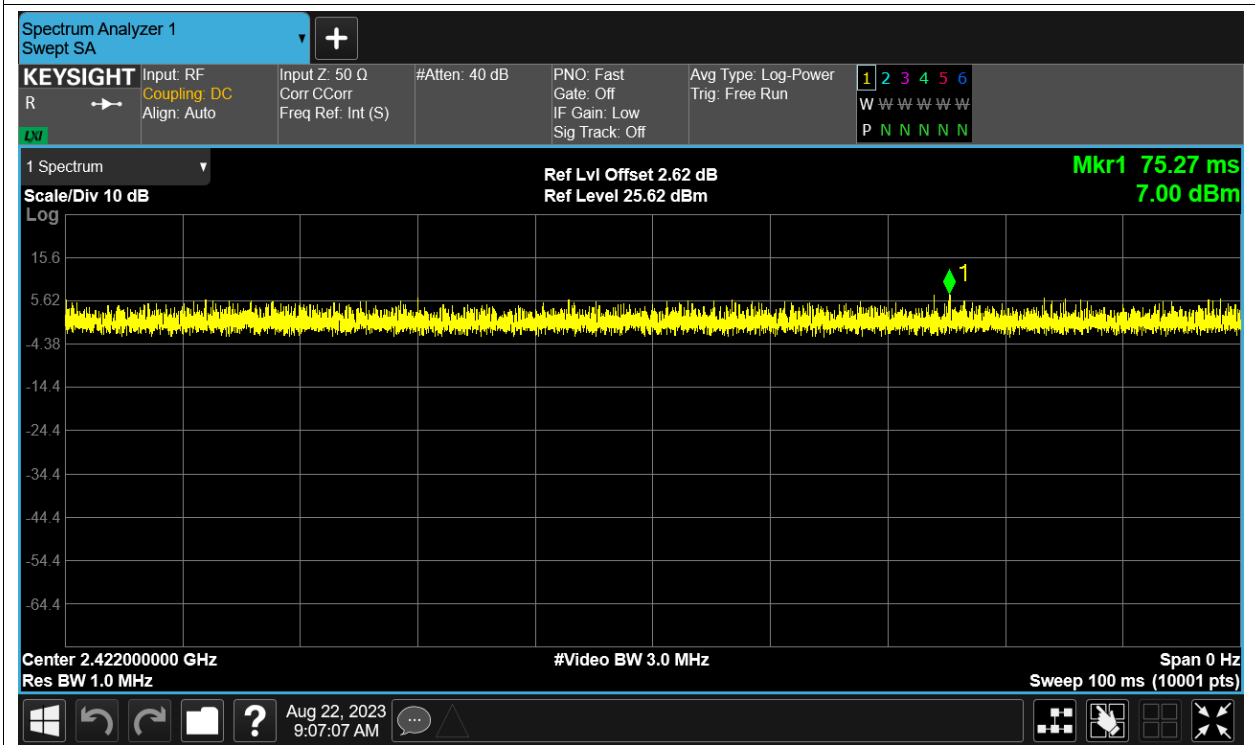 Spectrum Analyzer 1
Swept SA
KEYSIGHT
R
LXI
Input: RF
Coupling: DC
Align: Auto
Input Z: 50 Ω
Corr CCorr
Freq Ref: Int (S)
#Atten: 40 dB
PNO: Fast
Gate: Off
IF Gain: Low
Sig Track: Off
Avg Type: Log-Power
Trig: Free Run
1 2 3 4 5 6
W W W W W W
P N N N N N
1 Spectrum
Scale/Div 10 dB
Ref Lvl Offset 2.62 dB
Ref Level 25.62 dBm
Mkr1 75.27 ms
7.00 dBm
Log
15.6
5.62
-4.38
-14.4
-24.4
-34.4
-44.4
-54.4
-64.4
1
Center 2.422000000 GHz
Res BW 1.0 MHz
#Video BW 3.0 MHz
Span 0 Hz
Sweep 100 ms (10001 pts)
?
Aug 22, 2023
9:07:07 AM